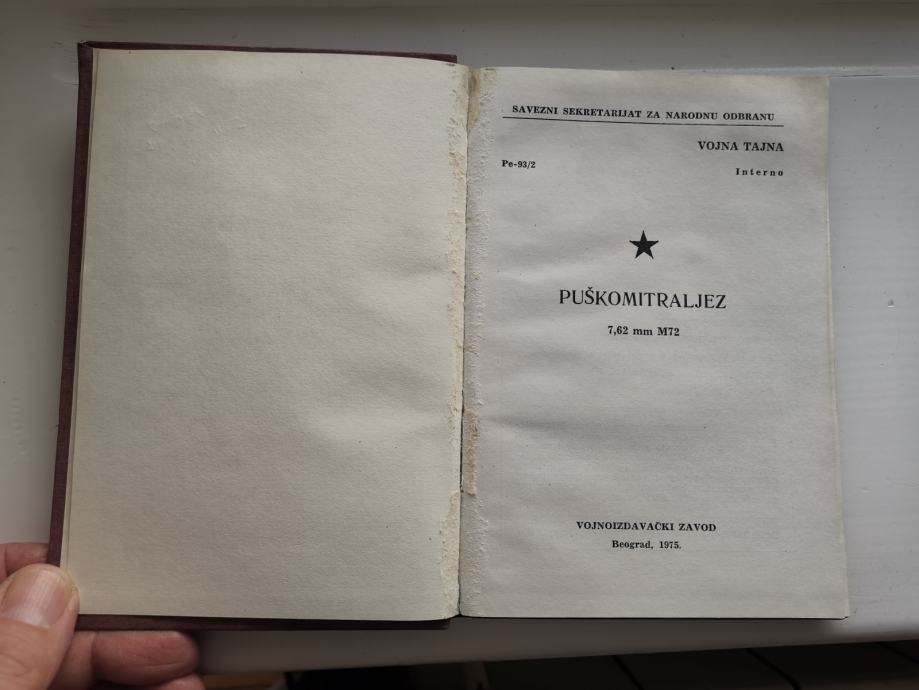 SAVEZNI SEKRETARIJAT ZA NARODNU ODBRANU
VOJNA TAJNA
Pe-93/2
Interno
PUŠKOMITRALJEZ
7,62 mm M72
VOJNOIZDAVAČKI ZAVOD
Beograd, 1975.